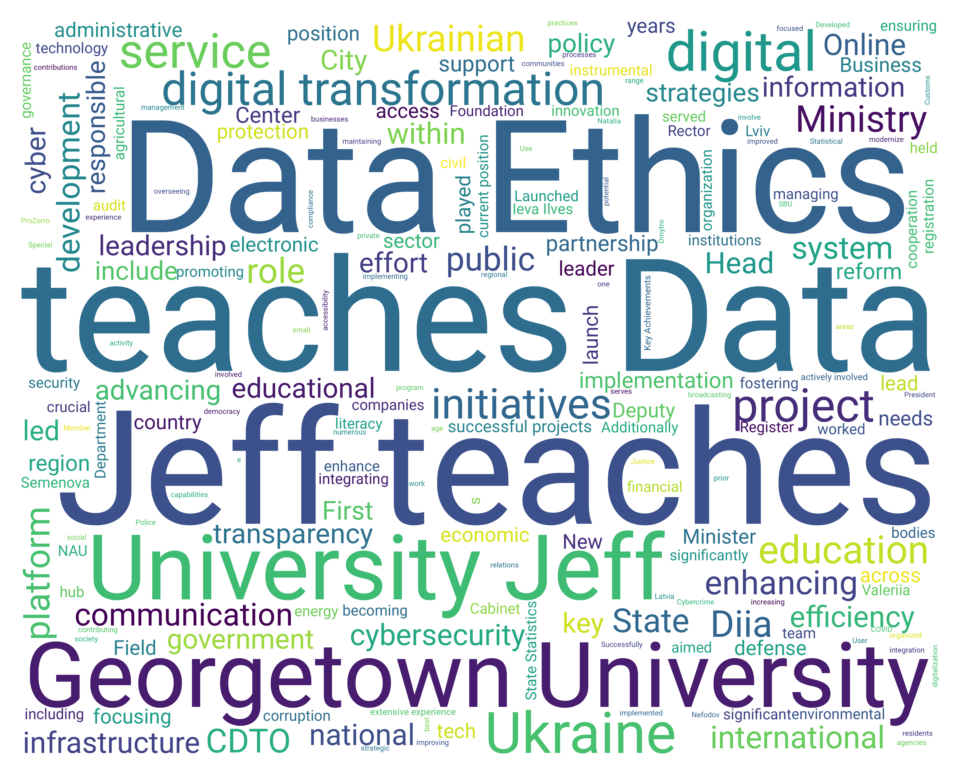 administrative
service
position
Ukrainian
practices
years
focused
Developed
ensuring
technology
contributions
City
support
processes
communities
policy
instrumental
range
digital
Online
Business
governance
responsible
digital transformation
strategies
information
Customs
management
Center
businesses
access
Foundation
innovation
Natalia
served
Rector
involve
Lviv
improved
Ministry
Statistical
modernize
held
cyber
development
agricultural
protection
maintaining
within
civil
Use
Data Ethics
audit
experience
overseeing
compliance
played
current position
Launched
Ieva Ilves
potential
organization
managing
SBU
cooperation
registration
ProZorro
Special
leadership
electronic
private
sector
partnership
Dmytro
institutions
system
include
promoting
role
effort
implementing
public
regional
leader
one
Head
reform
teaches Data
activity
small
accessibility
launch
Key Achievements
areas
security
involved
advancing
educational
program
implementation
serves
broadcasting
fostering
actively involved
lead
President
crucial
Department
country
democracy
companies
literacy
numerous
initiatives
age
successful projects
Deputy
Additionally
project
Register
worked
needs
led
Member
region
Semenova
Jeff teaches
e
enhance
integrating
capabilities
work
s
Justice
financial
prior
First
platform
Police
transparency
economic
New
Minister
significantly
bodies
NAU
social
hub
University Jeff
relations
education
Latvia
Cybercrime
increasing
enhancing
across
Valeriia
communication
energy
becoming
Cabinet
State Statistics
key
State
Diia
team
efficiency
COVID
organized
contributing
society
Field
government
cybersecurity
Successfully
aimed
defense
User
integration
digitalization
Georgetown University
including
focusing
corruption
extensive experience
best
implemented
Nefodov
significant
environmental
residents
infrastructure
CDTO
national
strategic
improving
tech
Ukraine
international
agencies